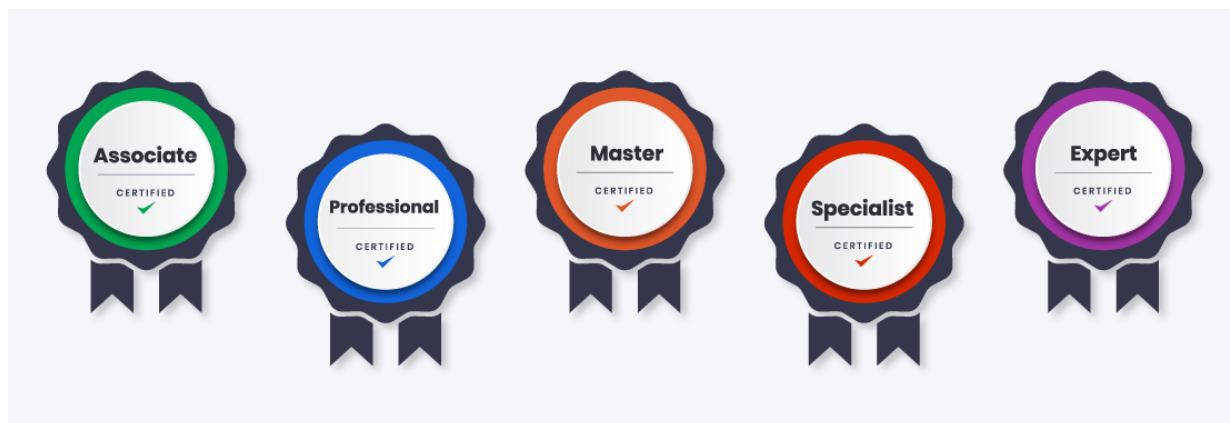 Associate
CERTIFIED
Professional
CERTIFIED
Master
CERTIFIED
Specialist
CERTIFIED
Expert
CERTIFIED